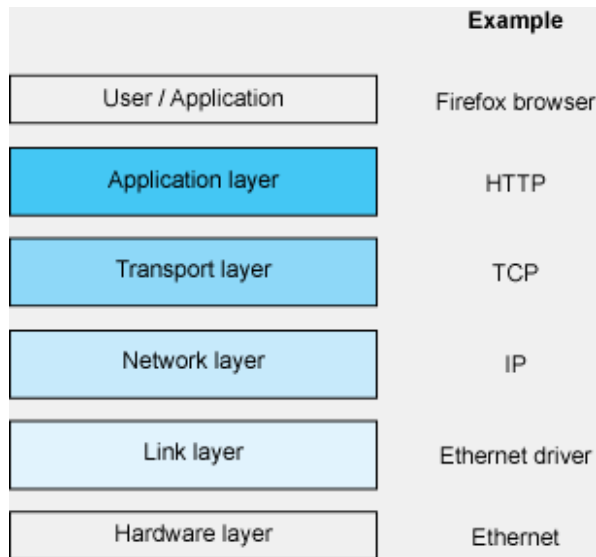 Example
User / Application
Firefox browser
Application layer
HTTP
Transport layer
TCP
Network layer
IP
Link layer
Ethernet driver
Hardware layer
Ethernet